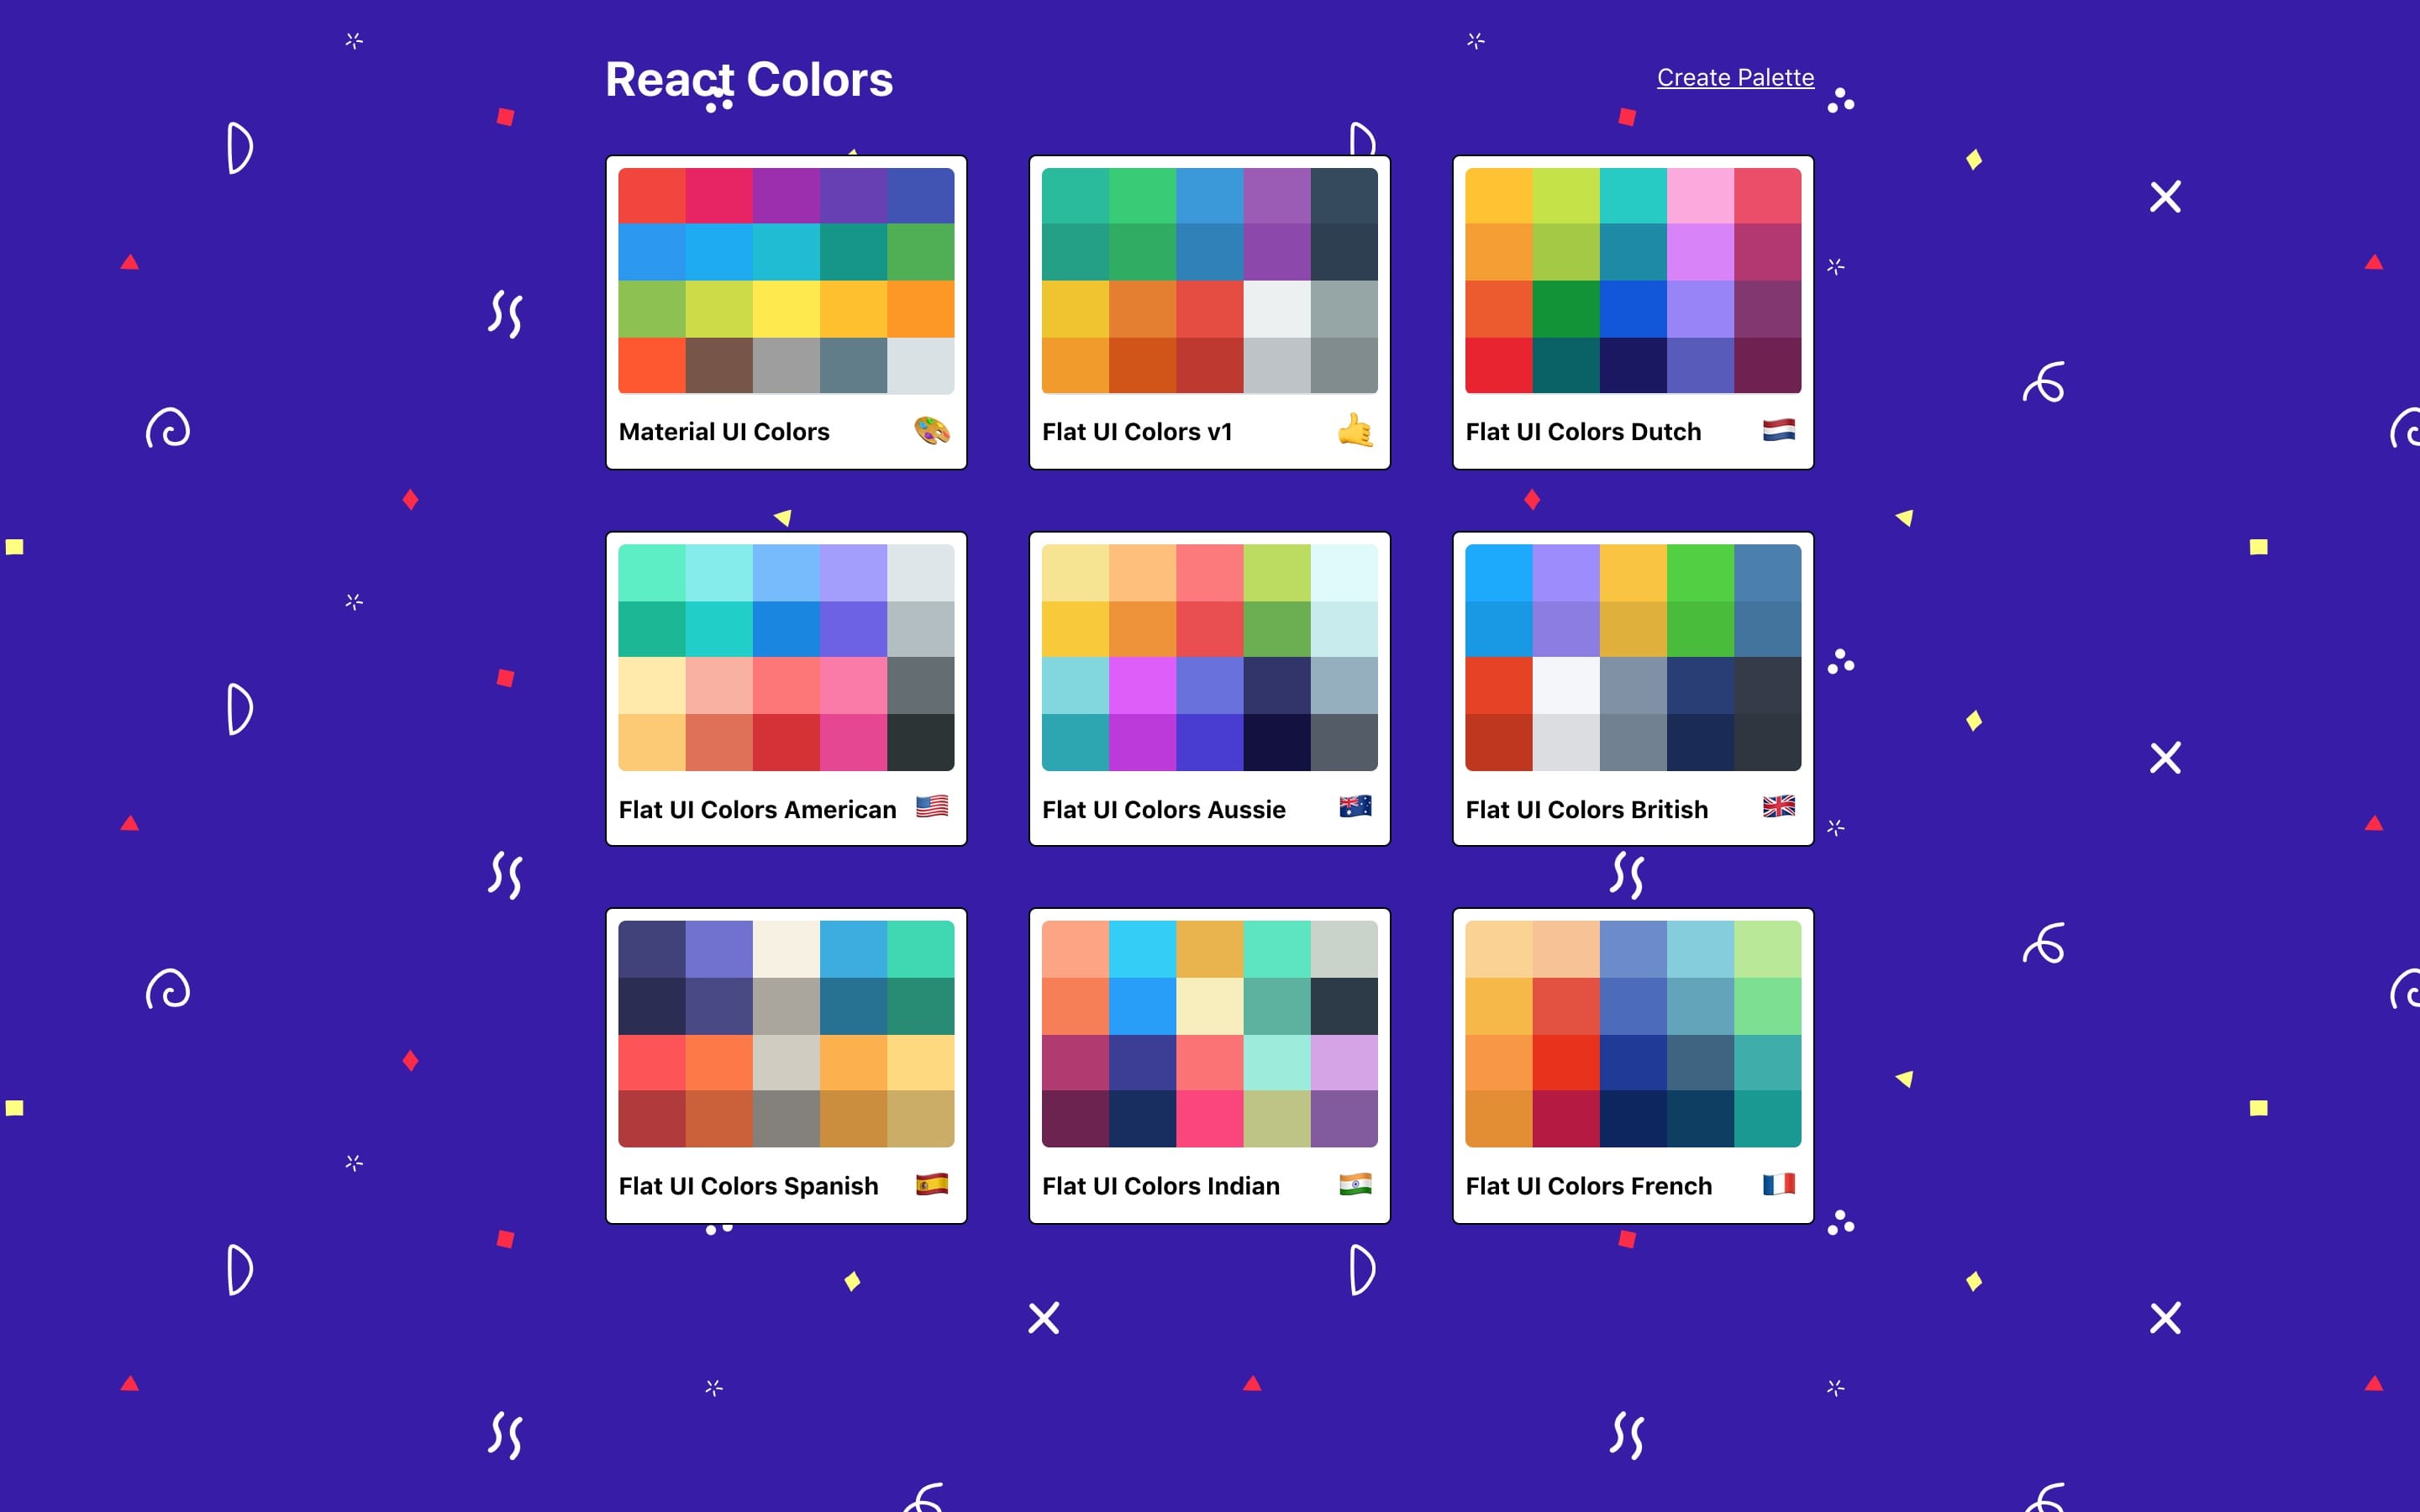 React Colors
Create Palette
Material UI Colors
Flat UI Colors v1
Flat UI Colors Dutch
Flat UI Colors American
Flat UI Colors Aussie
Flat UI Colors British
Flat UI Colors Spanish
Flat UI Colors Indian
Flat UI Colors French